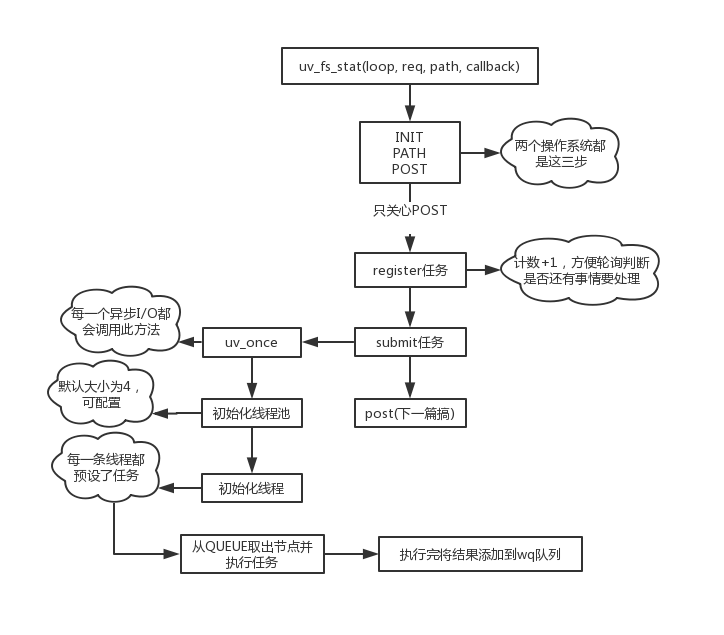 uv_fs_stat(loop, req, path, callback)
INIT
PATH
POST
两个操作系统都
是这三步
只关心POST
register任务
计数+1，方便轮询判断
是否还有事情要处理
每一个异步I/O都
会调用此方法
uv_once
submit任务
默认大小为4，
可配置
初始化线程池
post(下一篇搞)
每一条线程都
预设了任务
初始化线程
从QUEUE取出节点并
执行任务
执行完将结果添加到wq队列